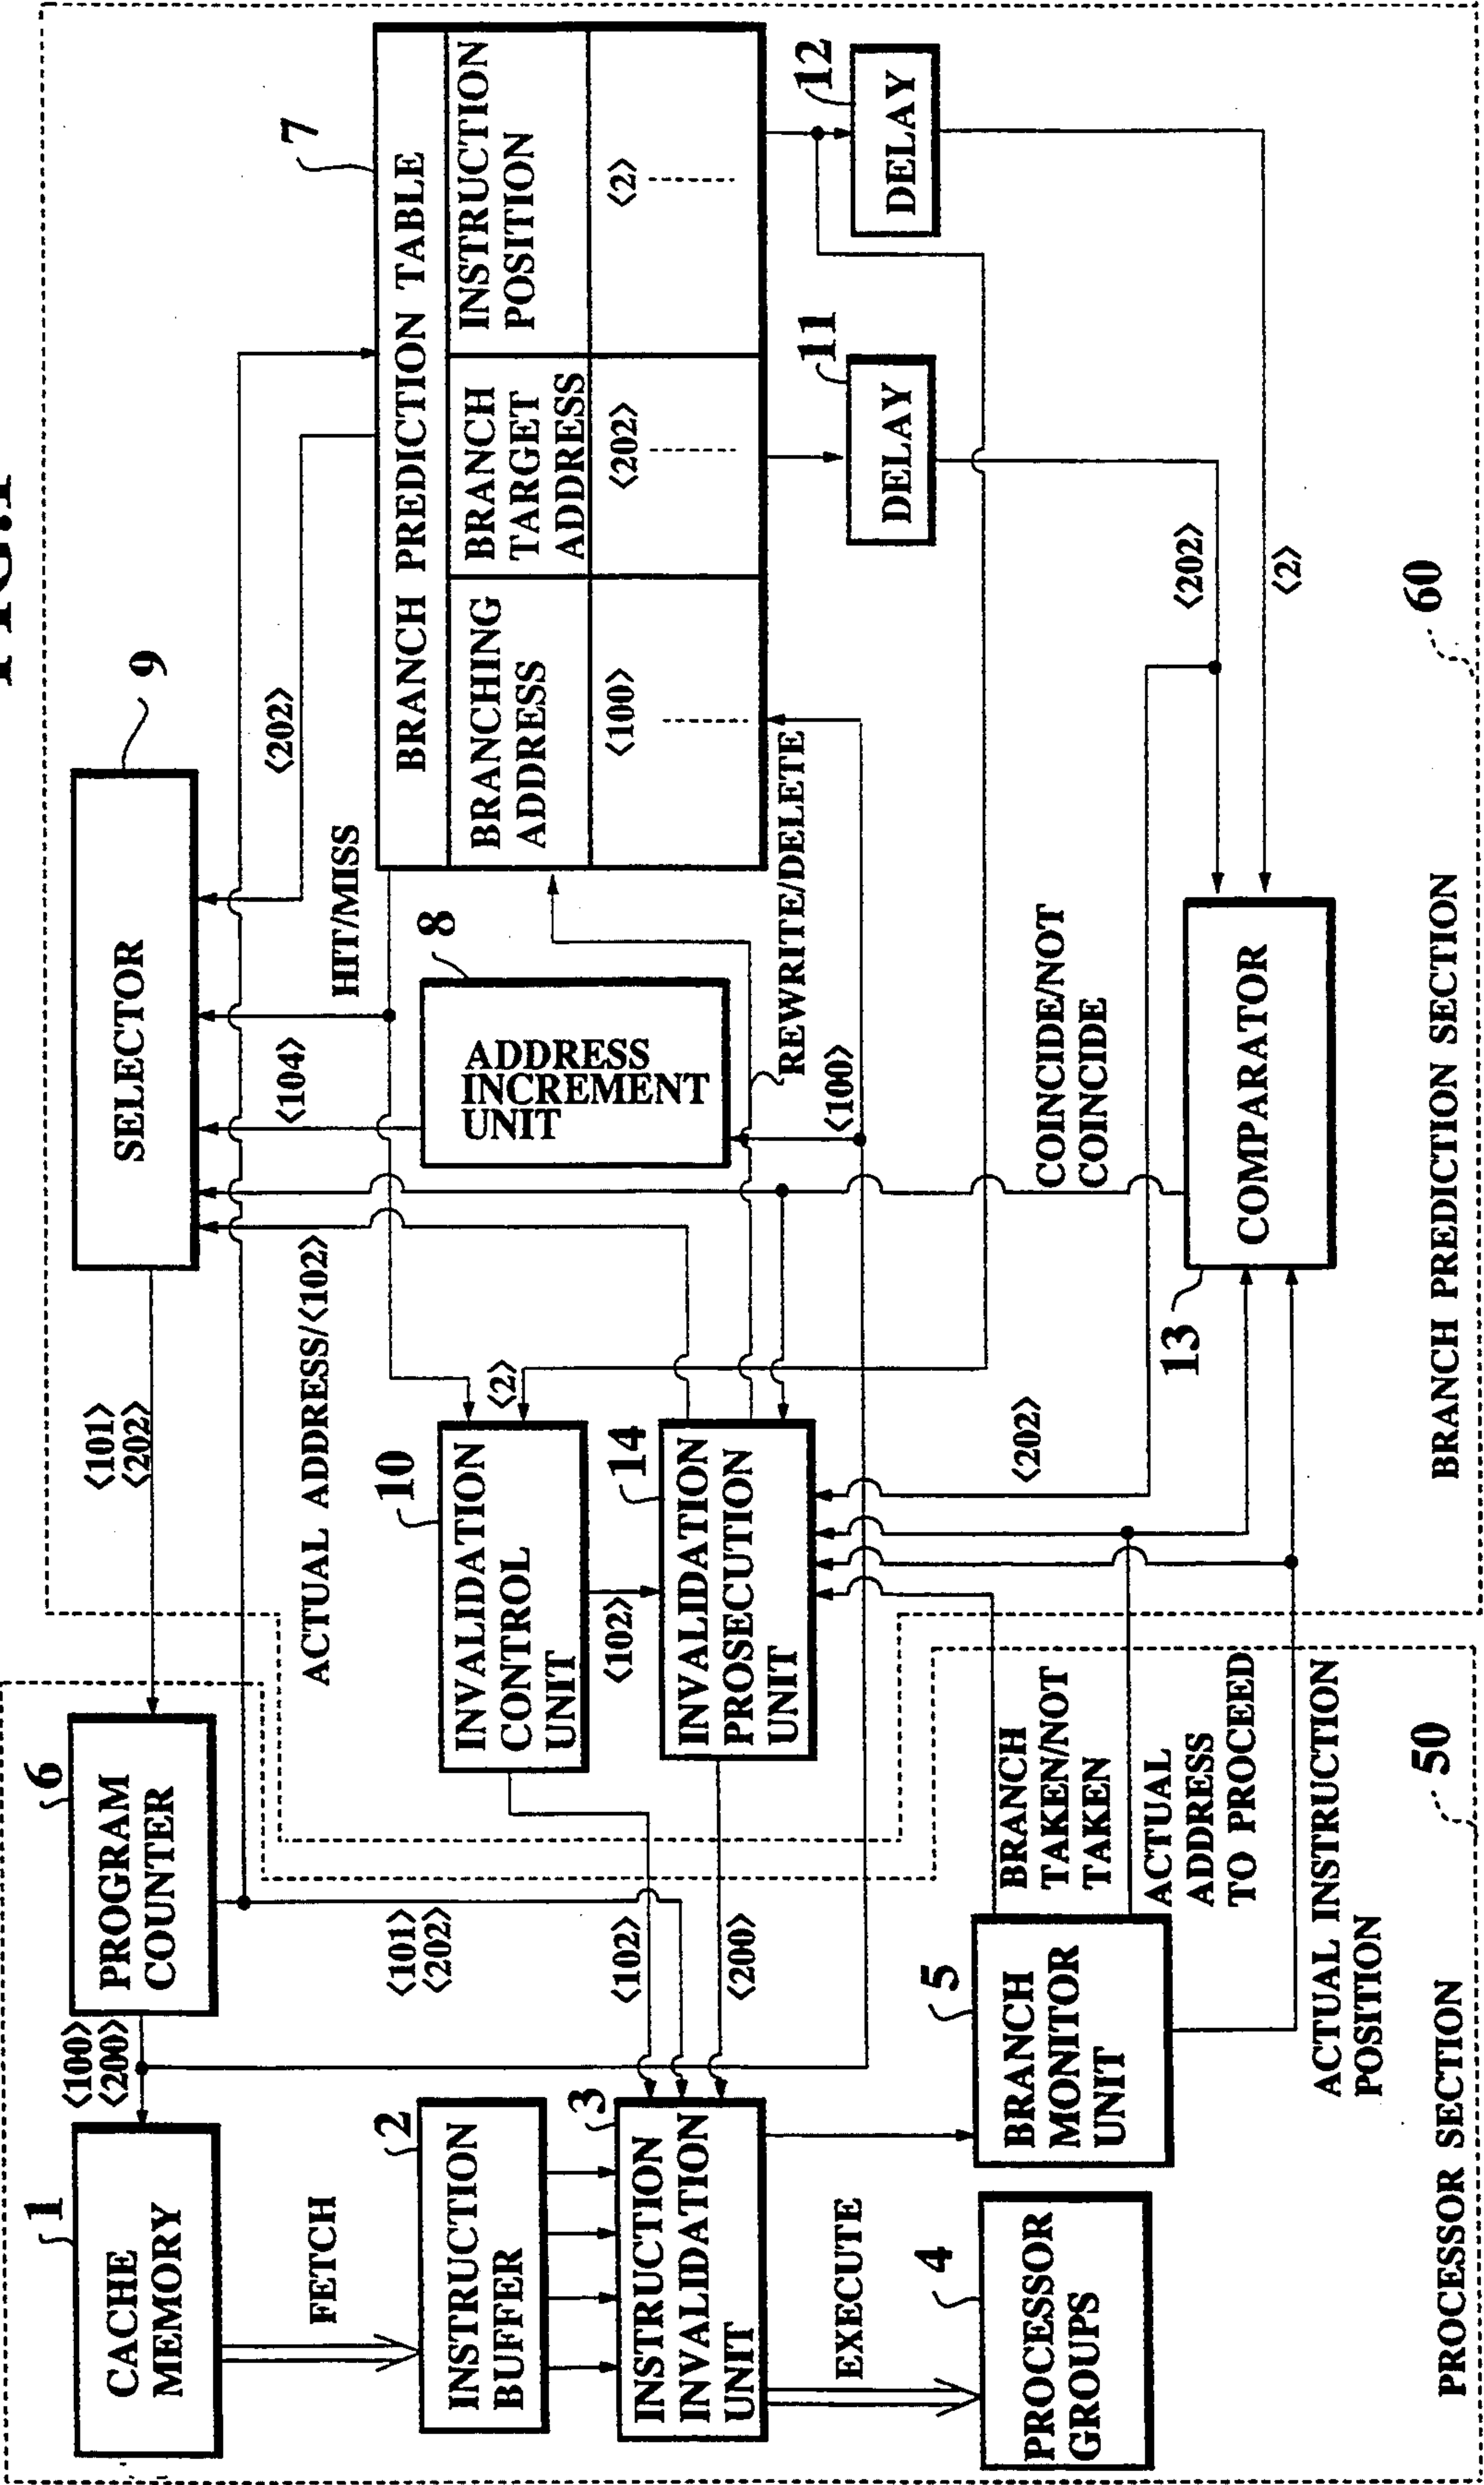 FIG.1
1
CACHE
MEMORY
FETCH
2
INSTRUCTION
BUFFER
3
INSTRUCTION
INVALIDATION
UNIT
EXECUTE
4
PROCESSOR
GROUPS
PROCESSOR SECTION
<100>
<200>
6
PROGRAM
COUNTER
<101>
<202>
<102>
<200>
5
BRANCH
MONITOR
UNIT
BRANCH
TAKEN/NOT
TAKEN
ACTUAL
ADDRESS
TO PROCEED
ACTUAL INSTRUCTION
POSITION
50
<101>
<202>
ACTUAL ADDRESS/<102>
10
INVALIDATION
CONTROL
UNIT
<2>
<102>
14
INVALIDATION
PROSECUTION
UNIT
<202>
9
SELECTOR
<104>
HIT/MISS
<202>
8
ADDRESS
INCREMENT
UNIT
REWRITE/DELETE
<100>
COINCIDE/NOT
COINCIDE
13
COMPARATOR
7
BRANCH PREDICTION TABLE
BRANCHING
ADDRESS
BRANCH
TARGET
ADDRESS
INSTRUCTION
POSITION
<100>
<202>
<2>
11
DELAY
12
DELAY
<202>
<2>
60
BRANCH PREDICTION SECTION